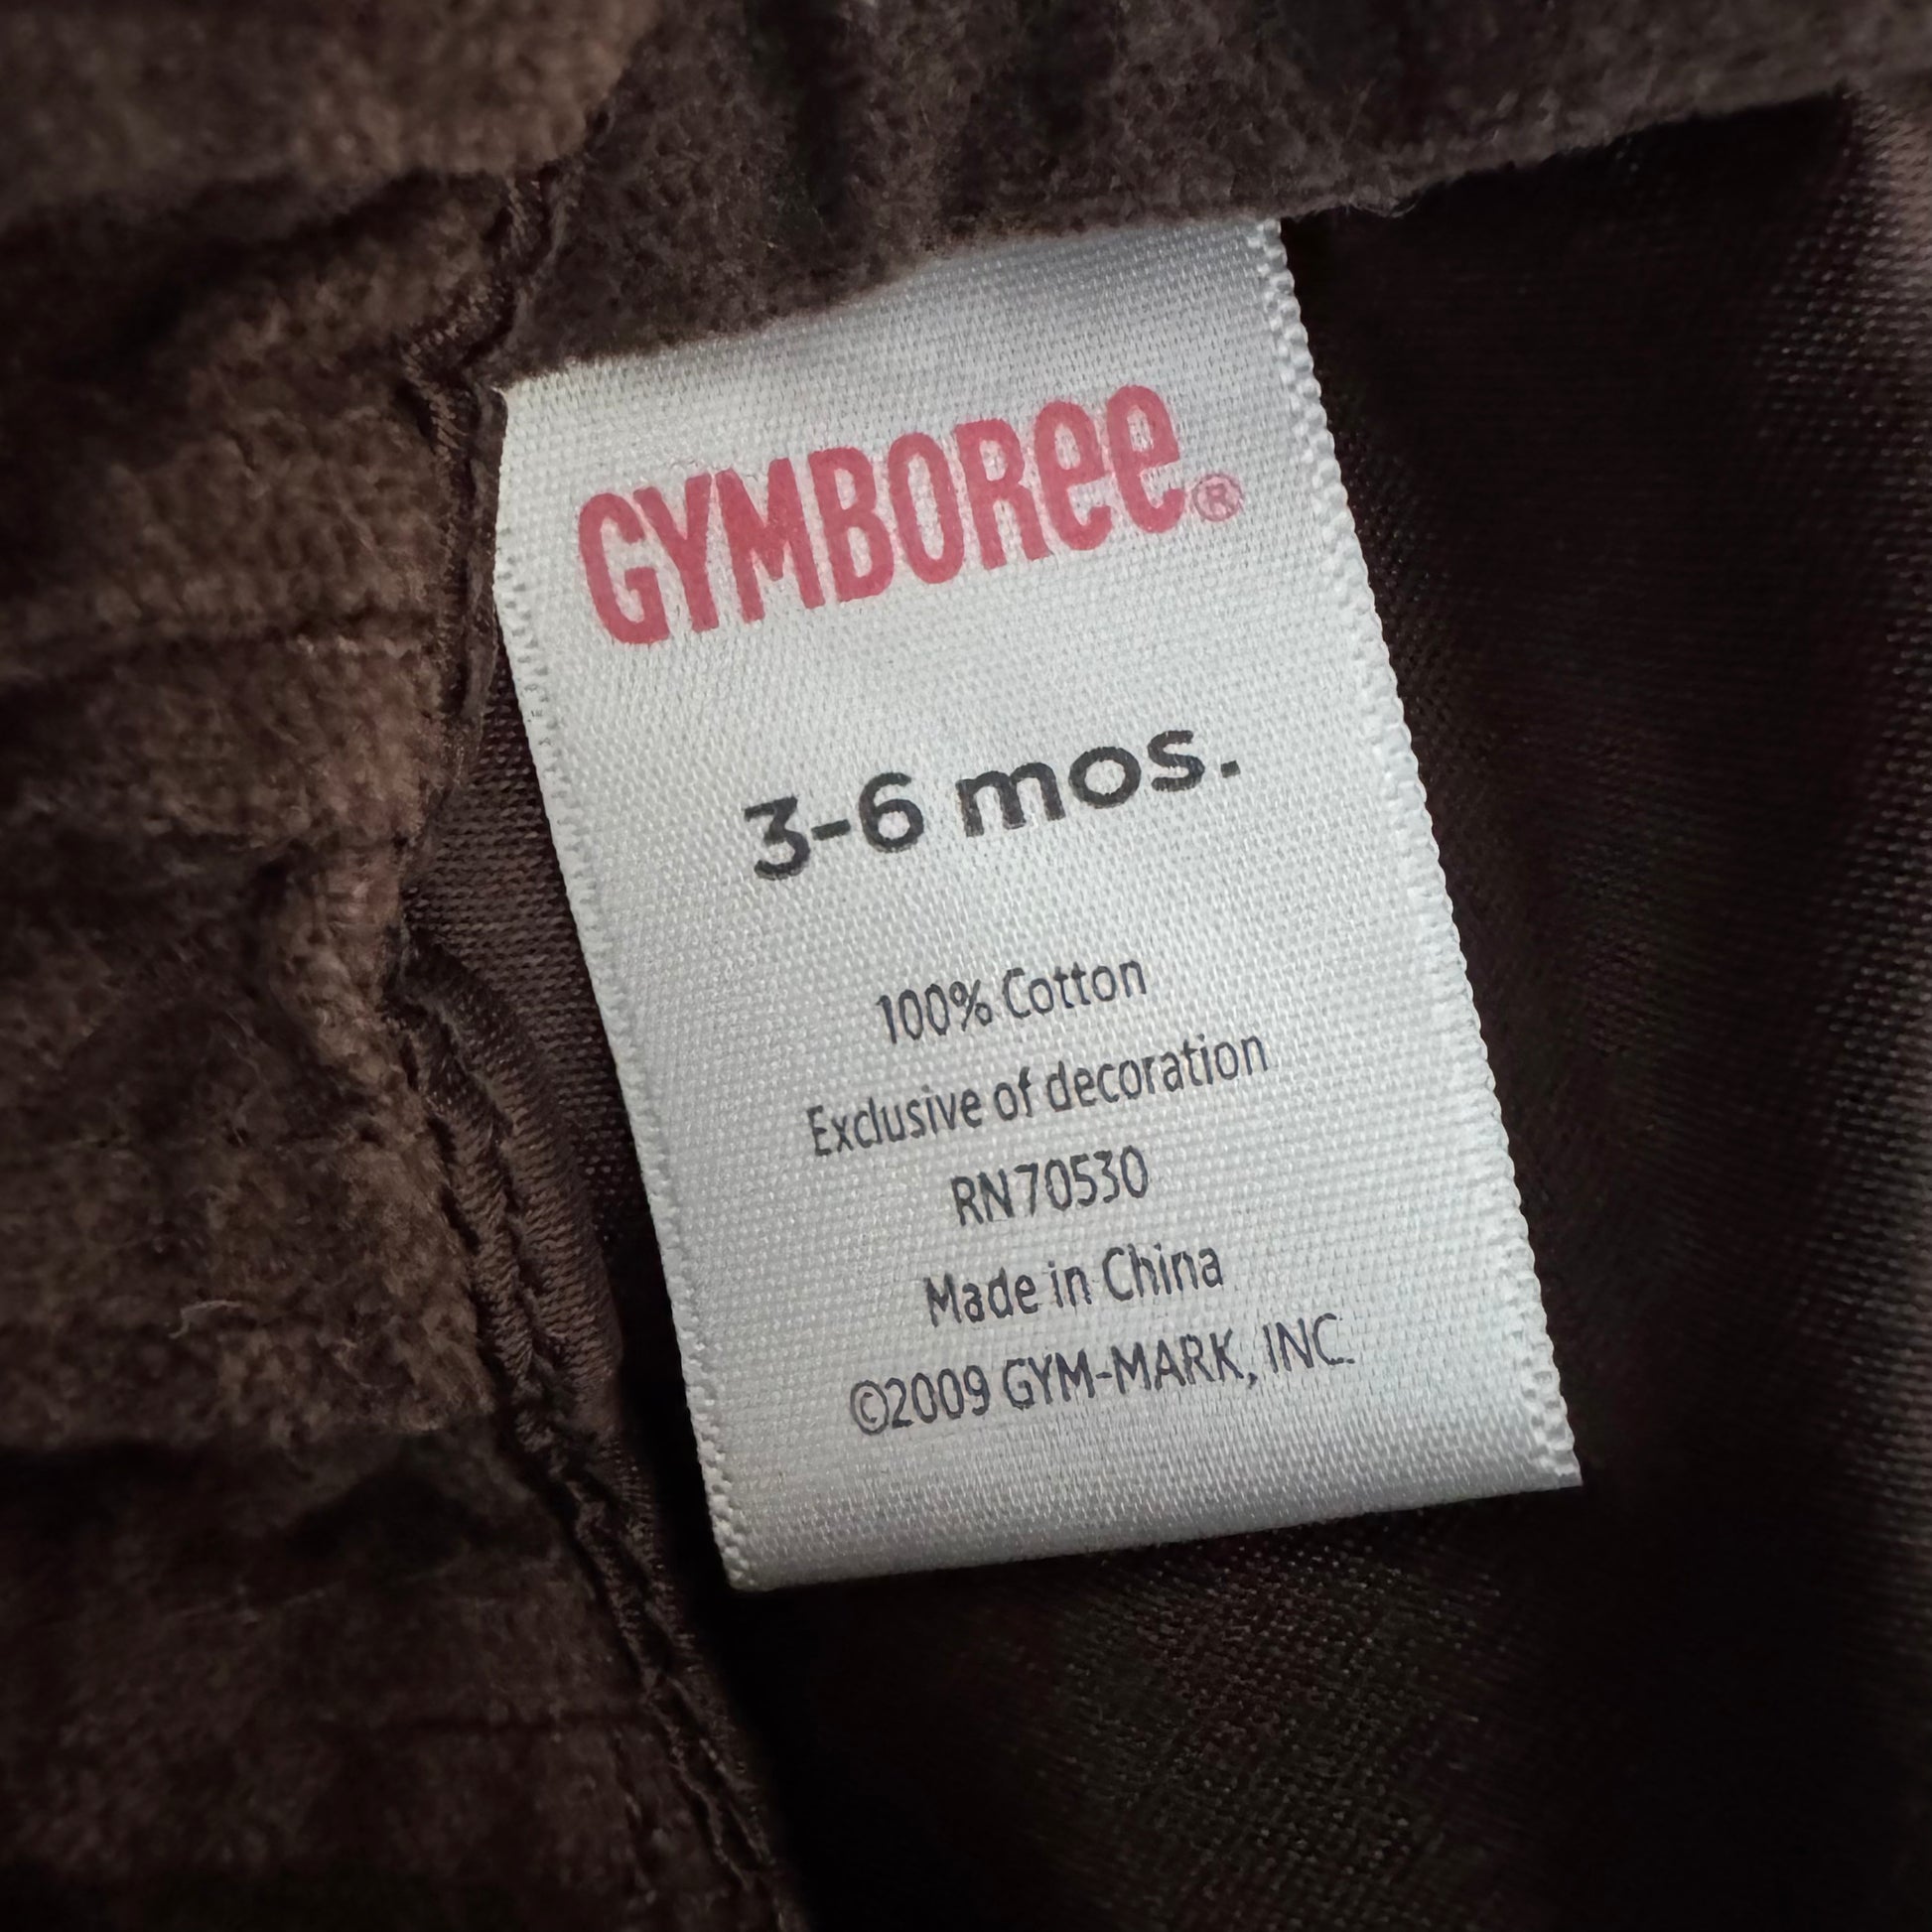 GYMBOREE®
3-6 mos.
100% Cotton
Exclusive of decoration
RN70530
Made in China
©2009 GYM-MARK, INC.